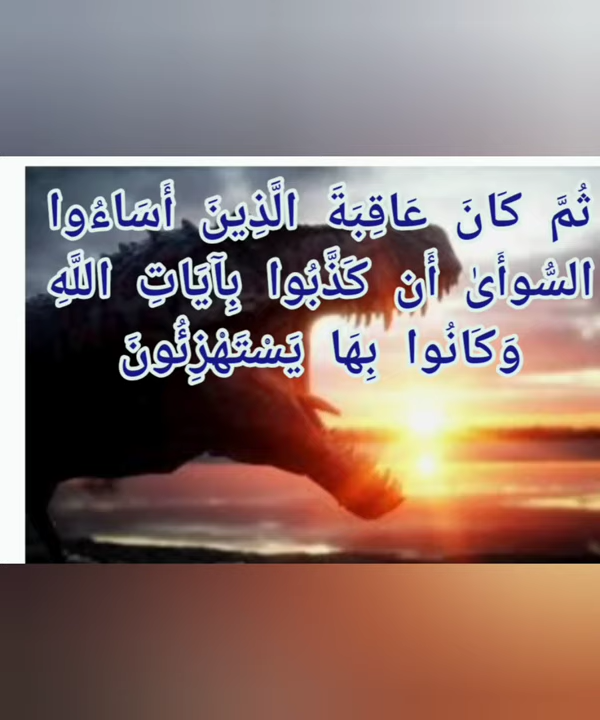 ثُمَّ كَانَ عَاقِبَةَ الَّذِينَ أَسَاءُوا
السُّوأَىٰ أَن كَذَّبُوا بِآيَاتِ اللَّهِ
وَكَانُوا بِهَا يَسْتَهْزِئُونَ